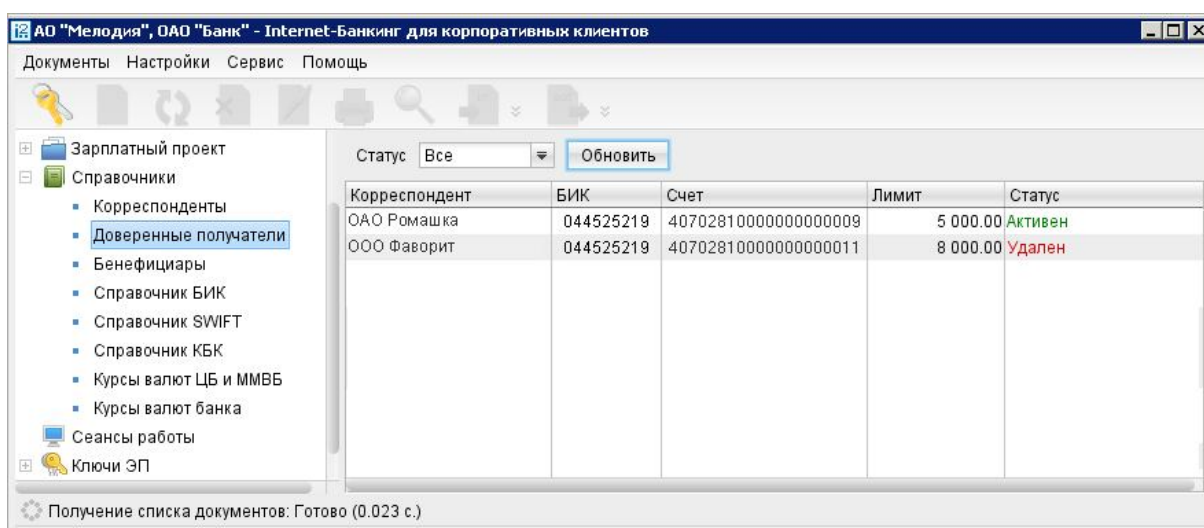 АО "Мелодия", ОАО "Банк" - Internet-Банкинг для корпоративных клиентов
Документы Настройки Сервис Помощь
Зарплатный проект
Справочники
Корреспонденты
Доверенные получатели
Бенефициары
Справочник БИК
Справочник SWIFT
Справочник КБК
Курсы валют ЦБ и ММВБ
Курсы валют банка
Сеансы работы
Ключи ЭП
Статус Все Обновить
Корреспондент БИК Счет Лимит Статус
ОАО Ромашка 044525219 40702810000000000009 5 000.00 Активен
ООО Фаворит 044525219 40702810000000000011 8 000.00 Удален
Получение списка документов: Готово (0.023 с.)